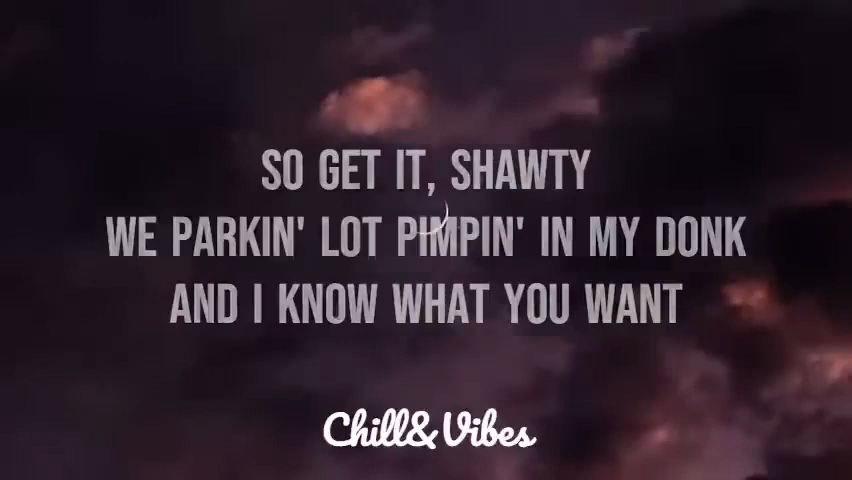 SO GET IT, SHAWTY
WE PARKIN' LOT PIMPIN' IN MY DONK
AND I KNOW WHAT YOU WANT
Chill&Vibes